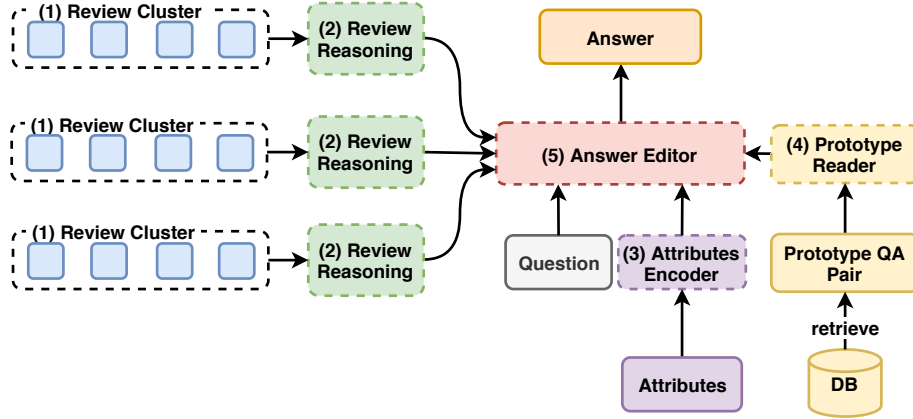 (1) Review Cluster
(2) Review
Reasoning
Answer
(1) Review Cluster
(2) Review
Reasoning
(5) Answer Editor
(4) Prototype
Reader
(1) Review Cluster
(2) Review
Reasoning
Question
(3) Attributes
Encoder
Prototype QA
Pair
retrieve
Attributes
DB